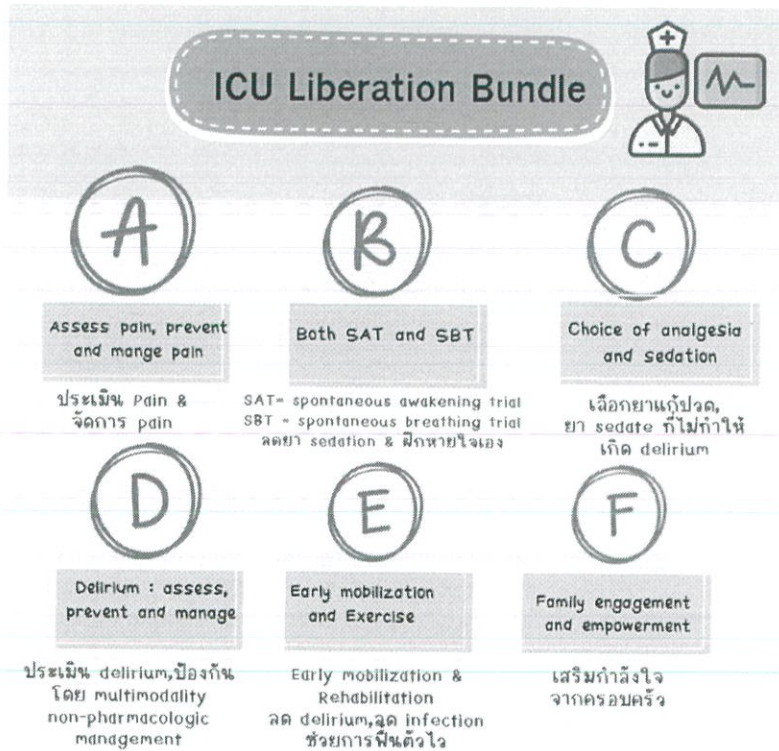 ICU Liberation Bundle
A
Assess pain, prevent
and mange pain
ประเมิน Pain &
จัดการ pain
B
Both SAT and SBT
SAT= spontaneous awakening trial
SBT = spontaneous breathing trial
ลดยา sedation & ฝึกหายใจเอง
C
Choice of analgesia
and sedation
เลือกยาแก้ปวด,
ยา sedate ที่ไม่ทำให้
เกิด delirium
D
Delirium : assess,
prevent and manage
ประเมิน delirium,ป้องกัน
โดย multimodality
non-pharmacologic
management
E
Early mobilization
and Exercise
Early mobilization &
Rehabilitation
ลด delirium,ลด infection
ช่วยการฟื้นตัวไว
F
Family engagement
and empowerment
เสริมกำลังใจ
จากครอบครัว